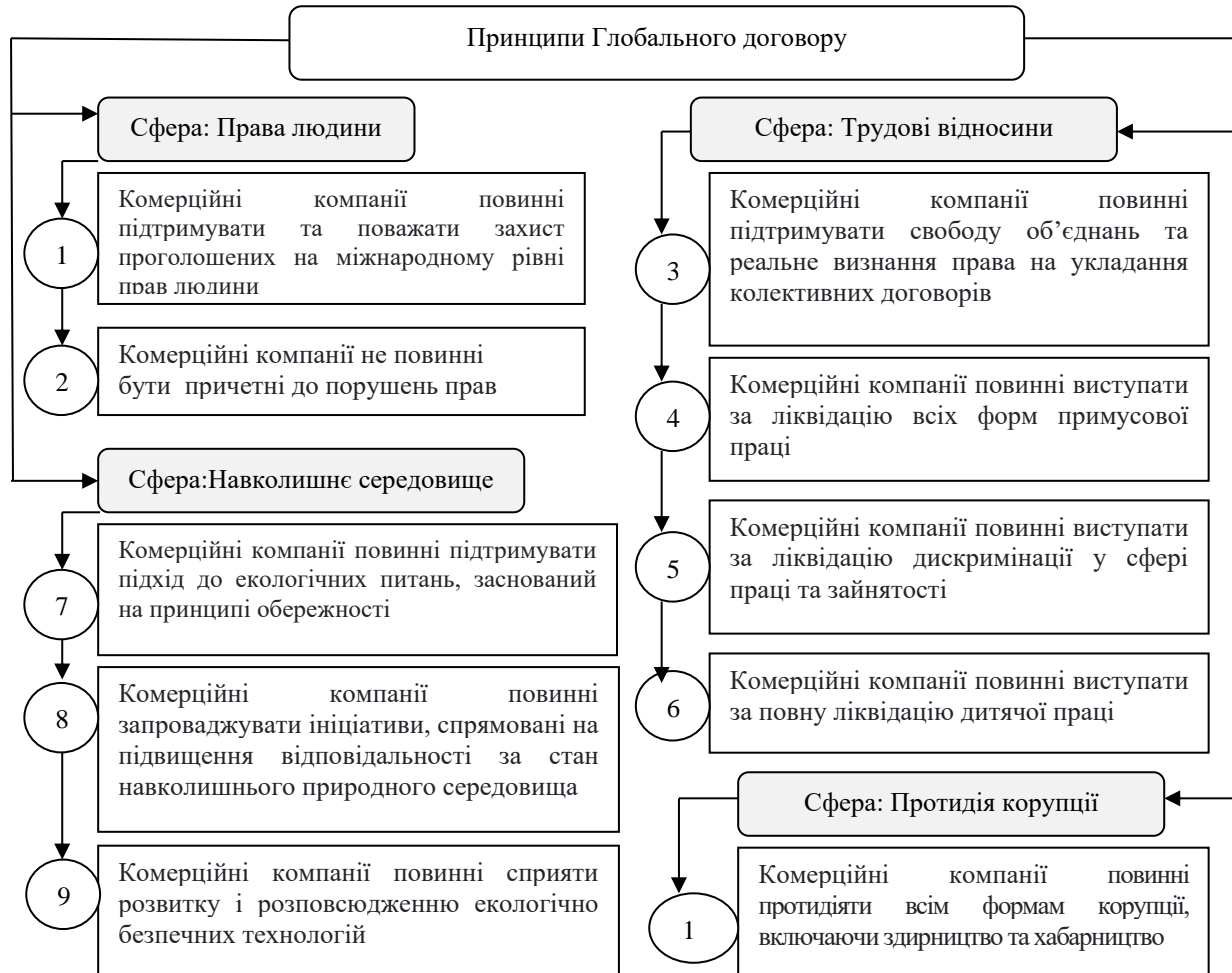 Принципи Глобального договору
Сфера: Права людини
1
Комерційні компанії повинні
підтримувати та поважати захист
проголошених на міжнародному рівні
прав людини
2
Комерційні компанії не повинні
бути причетні до порушень прав
Сфера:Навколишнє середовище
7
Комерційні компанії повинні підтримувати
підхід до екологічних питань, заснований
на принципі обережності
8
Комерційні компанії повинні
запроваджувати ініціативи, спрямовані на
підвищення відповідальності за стан
навколишнього природного середовища
9
Комерційні компанії повинні сприяти
розвитку і розповсюдженню екологічно
безпечних технологій
Сфера: Трудові відносини
3
Комерційні компанії повинні
підтримувати свободу об’єднань та
реальне визнання права на укладання
колективних договорів
4
Комерційні компанії повинні виступати
за ліквідацію всіх форм примусової
праці
5
Комерційні компанії повинні виступати
за ліквідацію дискримінації у сфері
праці та зайнятості
6
Комерційні компанії повинні виступати
за повну ліквідацію дитячої праці
Сфера: Протидія корупції
1
Комерційні компанії повинні
протидіяти всім формам корупції,
включаючи здирництво та хабарництво